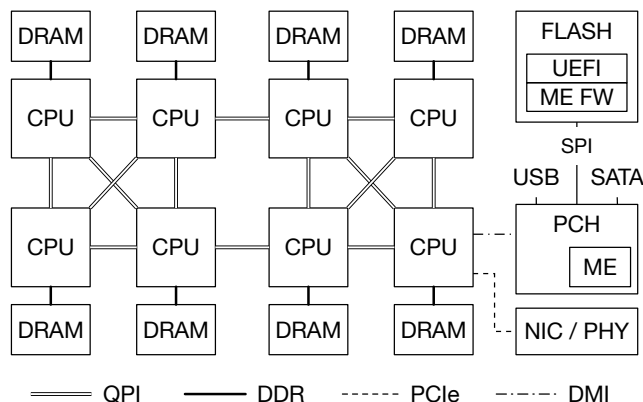 DRAM DRAM DRAM DRAM FLASH
UEFI
ME FW
CPU CPU CPU CPU
SPI
USB SATA
CPU CPU CPU CPU PCH
ME
DRAM DRAM DRAM DRAM NIC / PHY
QPI DDR PCIe DMI